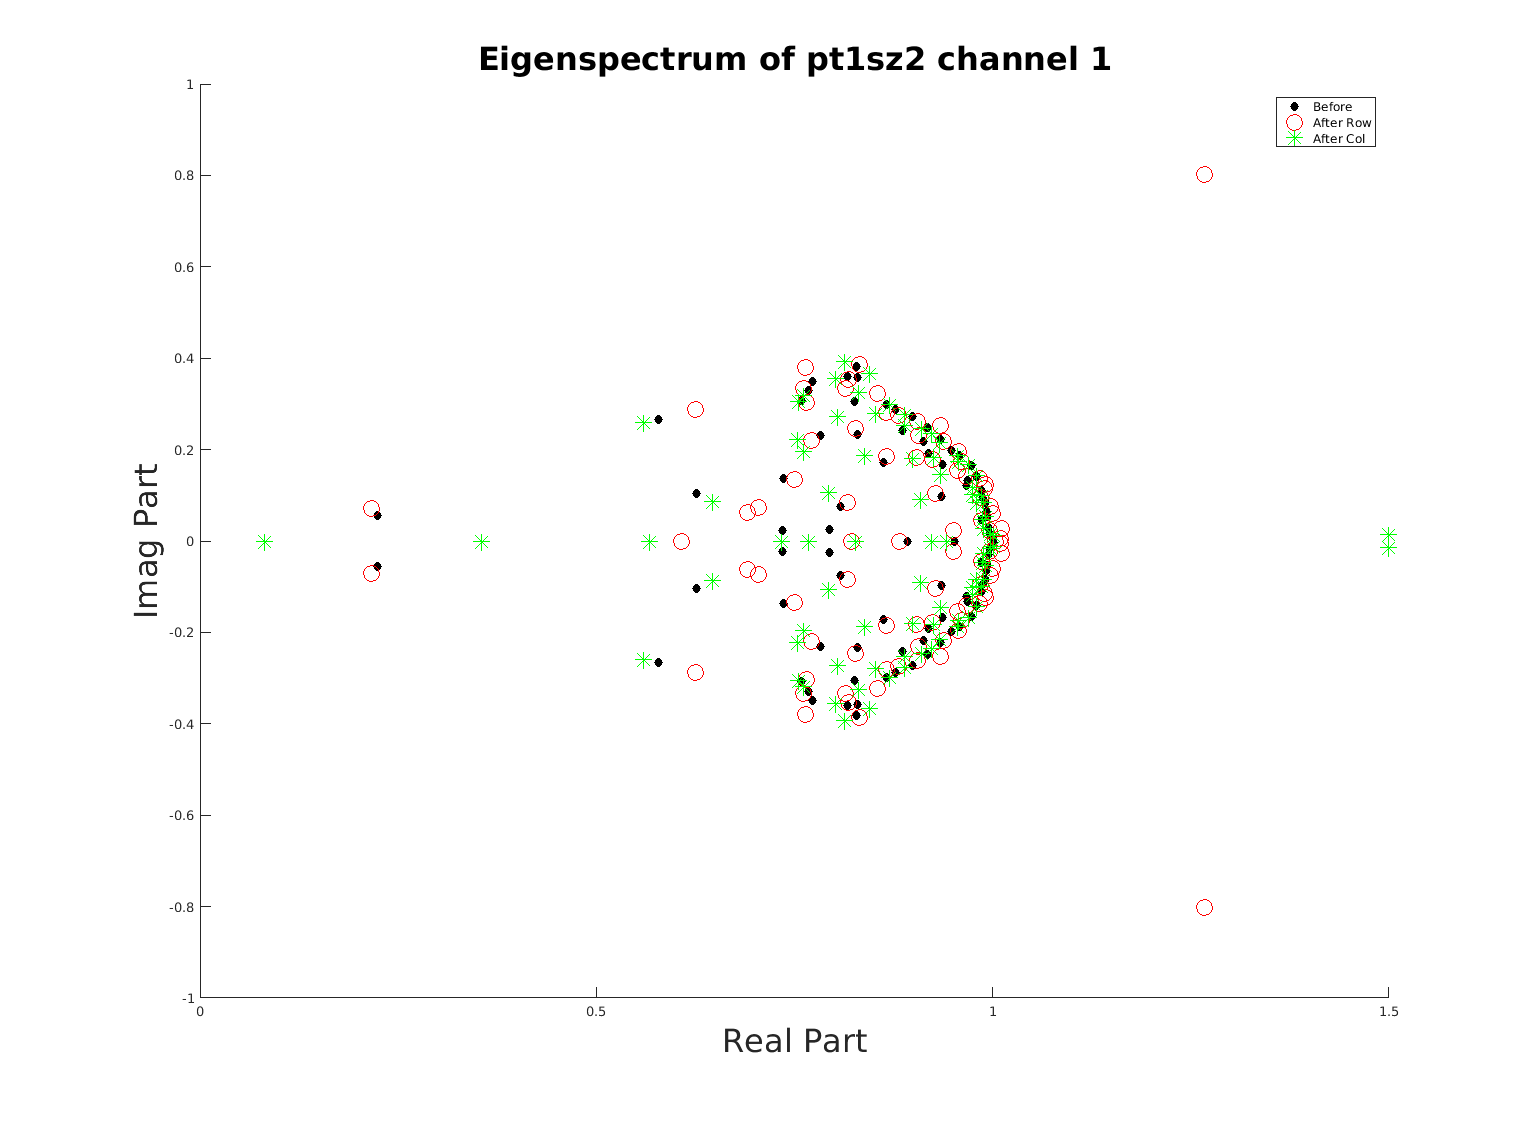 Eigenspectrum of pt1sz2 channel 1
Before
After Row
After Col
Imag Part
1
0.8
0.6
0.4
0.2
0
-0.2
-0.4
-0.6
-0.8
-1
0
0.5
1
1.5
Real Part